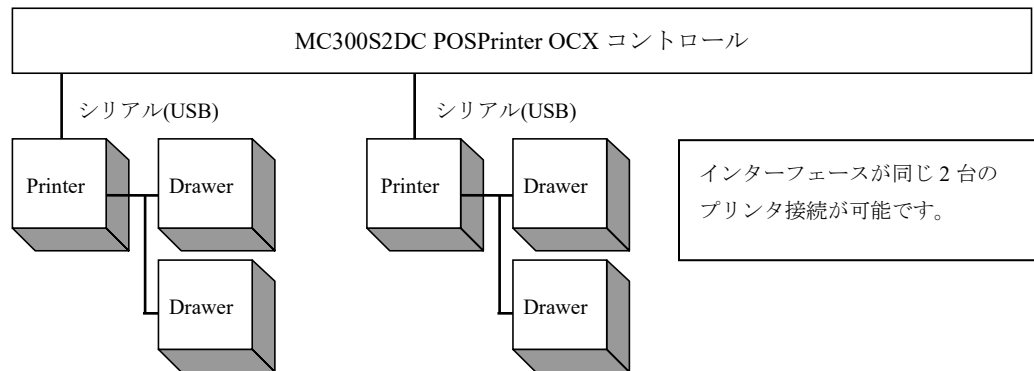 MC300S2DC POSPrinter OCX コントロール
シリアル(USB)
シリアル(USB)
Printer
Drawer
Printer
Drawer
インターフェースが同じ 2 台の
プリンタ接続が可能です。
Drawer
Drawer